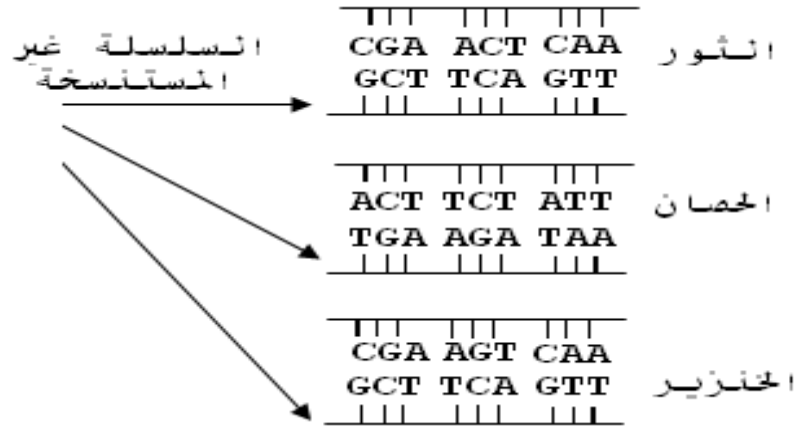 السلسلة غير
المستنسخة
CGA ACT CAA
GCT TCA GTT
الثور
ACT TCT ATT
TGA AGA TAA
الحصان
CGA AGT CAA
GCT TCA GTT
الخنزير